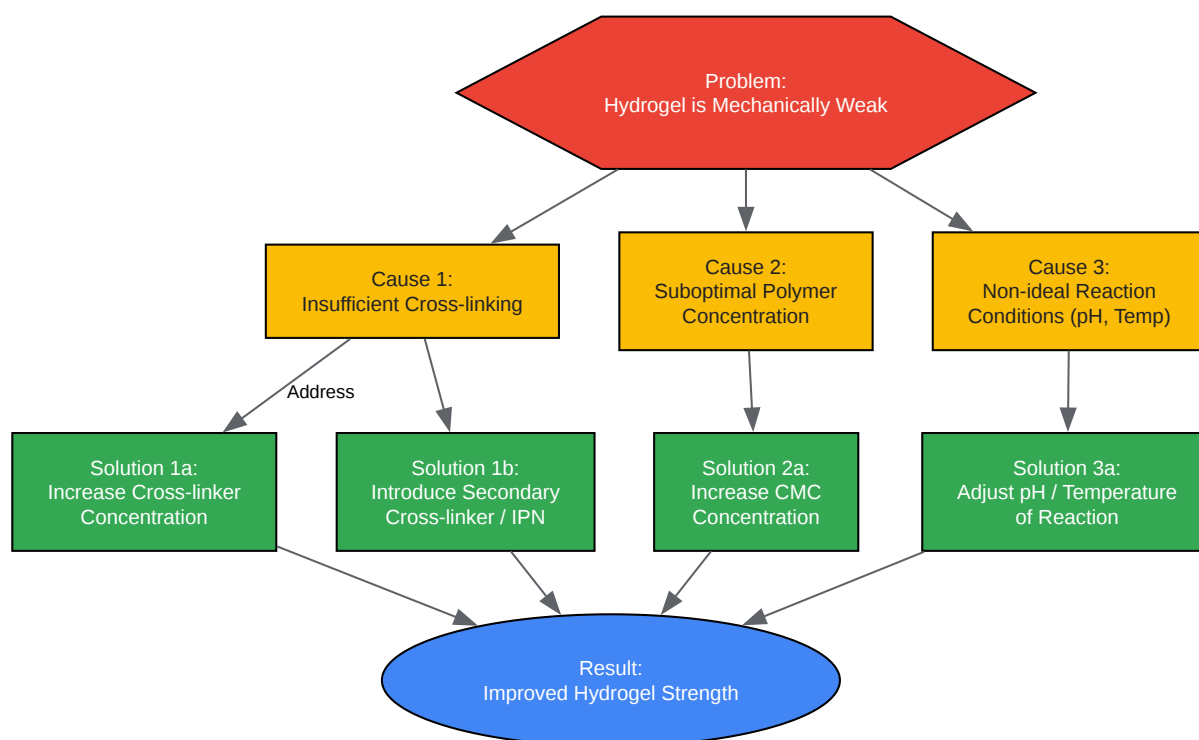 Problem:
Hydrogel is Mechanically Weak
Cause 1:
Insufficient Cross-linking
Cause 2:
Suboptimal Polymer
Concentration
Cause 3:
Non-ideal Reaction
Conditions (pH, Temp)
Address
Solution 1a:
Increase Cross-linker
Concentration
Solution 1b:
Introduce Secondary
Cross-linker / IPN
Solution 2a:
Increase CMC
Concentration
Solution 3a:
Adjust pH / Temperature
of Reaction
Result:
Improved Hydrogel Strength